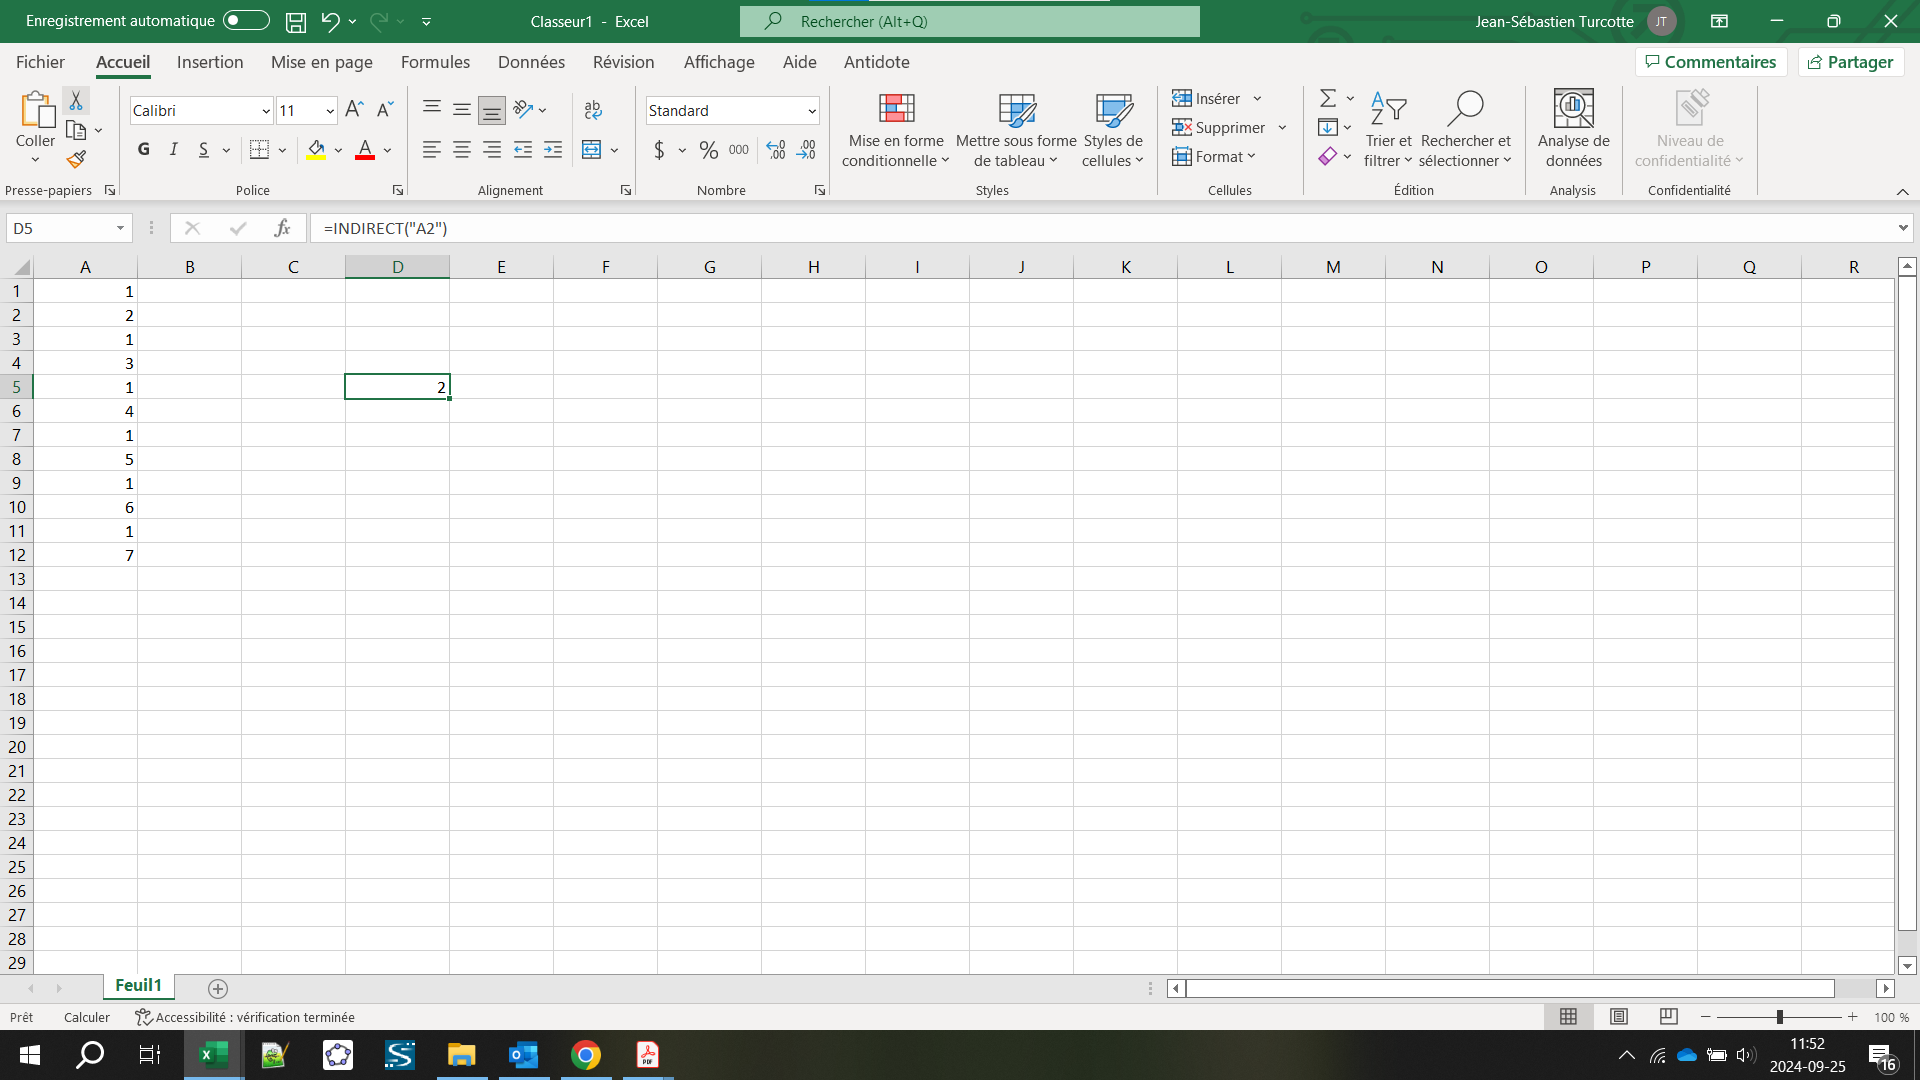 Enregistrement automatique
Classeur1 - Excel
Rechercher (Alt+Q)
Jean-Sébastien Turcotte
JT
Fichier Accueil Insertion Mise en page Formules Données Révision Affichage Aide Antidote
Commentaires Partager
Coller
Presse-papiers
Calibri 11
G I S
Police
ab
Alignement
Standard
$ % 000
Nombre
Mise en forme
conditionnelle
Mettre sous forme
de tableau
Styles de
cellules
Styles
Insérer
Supprimer
Format
Cellules
Trier et
filtrer
Rechercher et
sélectionner
Édition
Analyse de
données
Analysis
Niveau de
confidentialité
Confidentialité
D5 fx =INDIRECT("A2")
A B C D E F G H I J K L M N O P Q R
1 1
2 2
3 1
4 3
5 1 2
6 4
7 1
8 5
9 1
10 6
11 1
12 7
13
14
15
16
17
18
19
20
21
22
23
24
25
26
27
28
29
Feuil1
Prêt Calculer Accessibilité : vérification terminée
100 %
11:52
2024-09-25
16